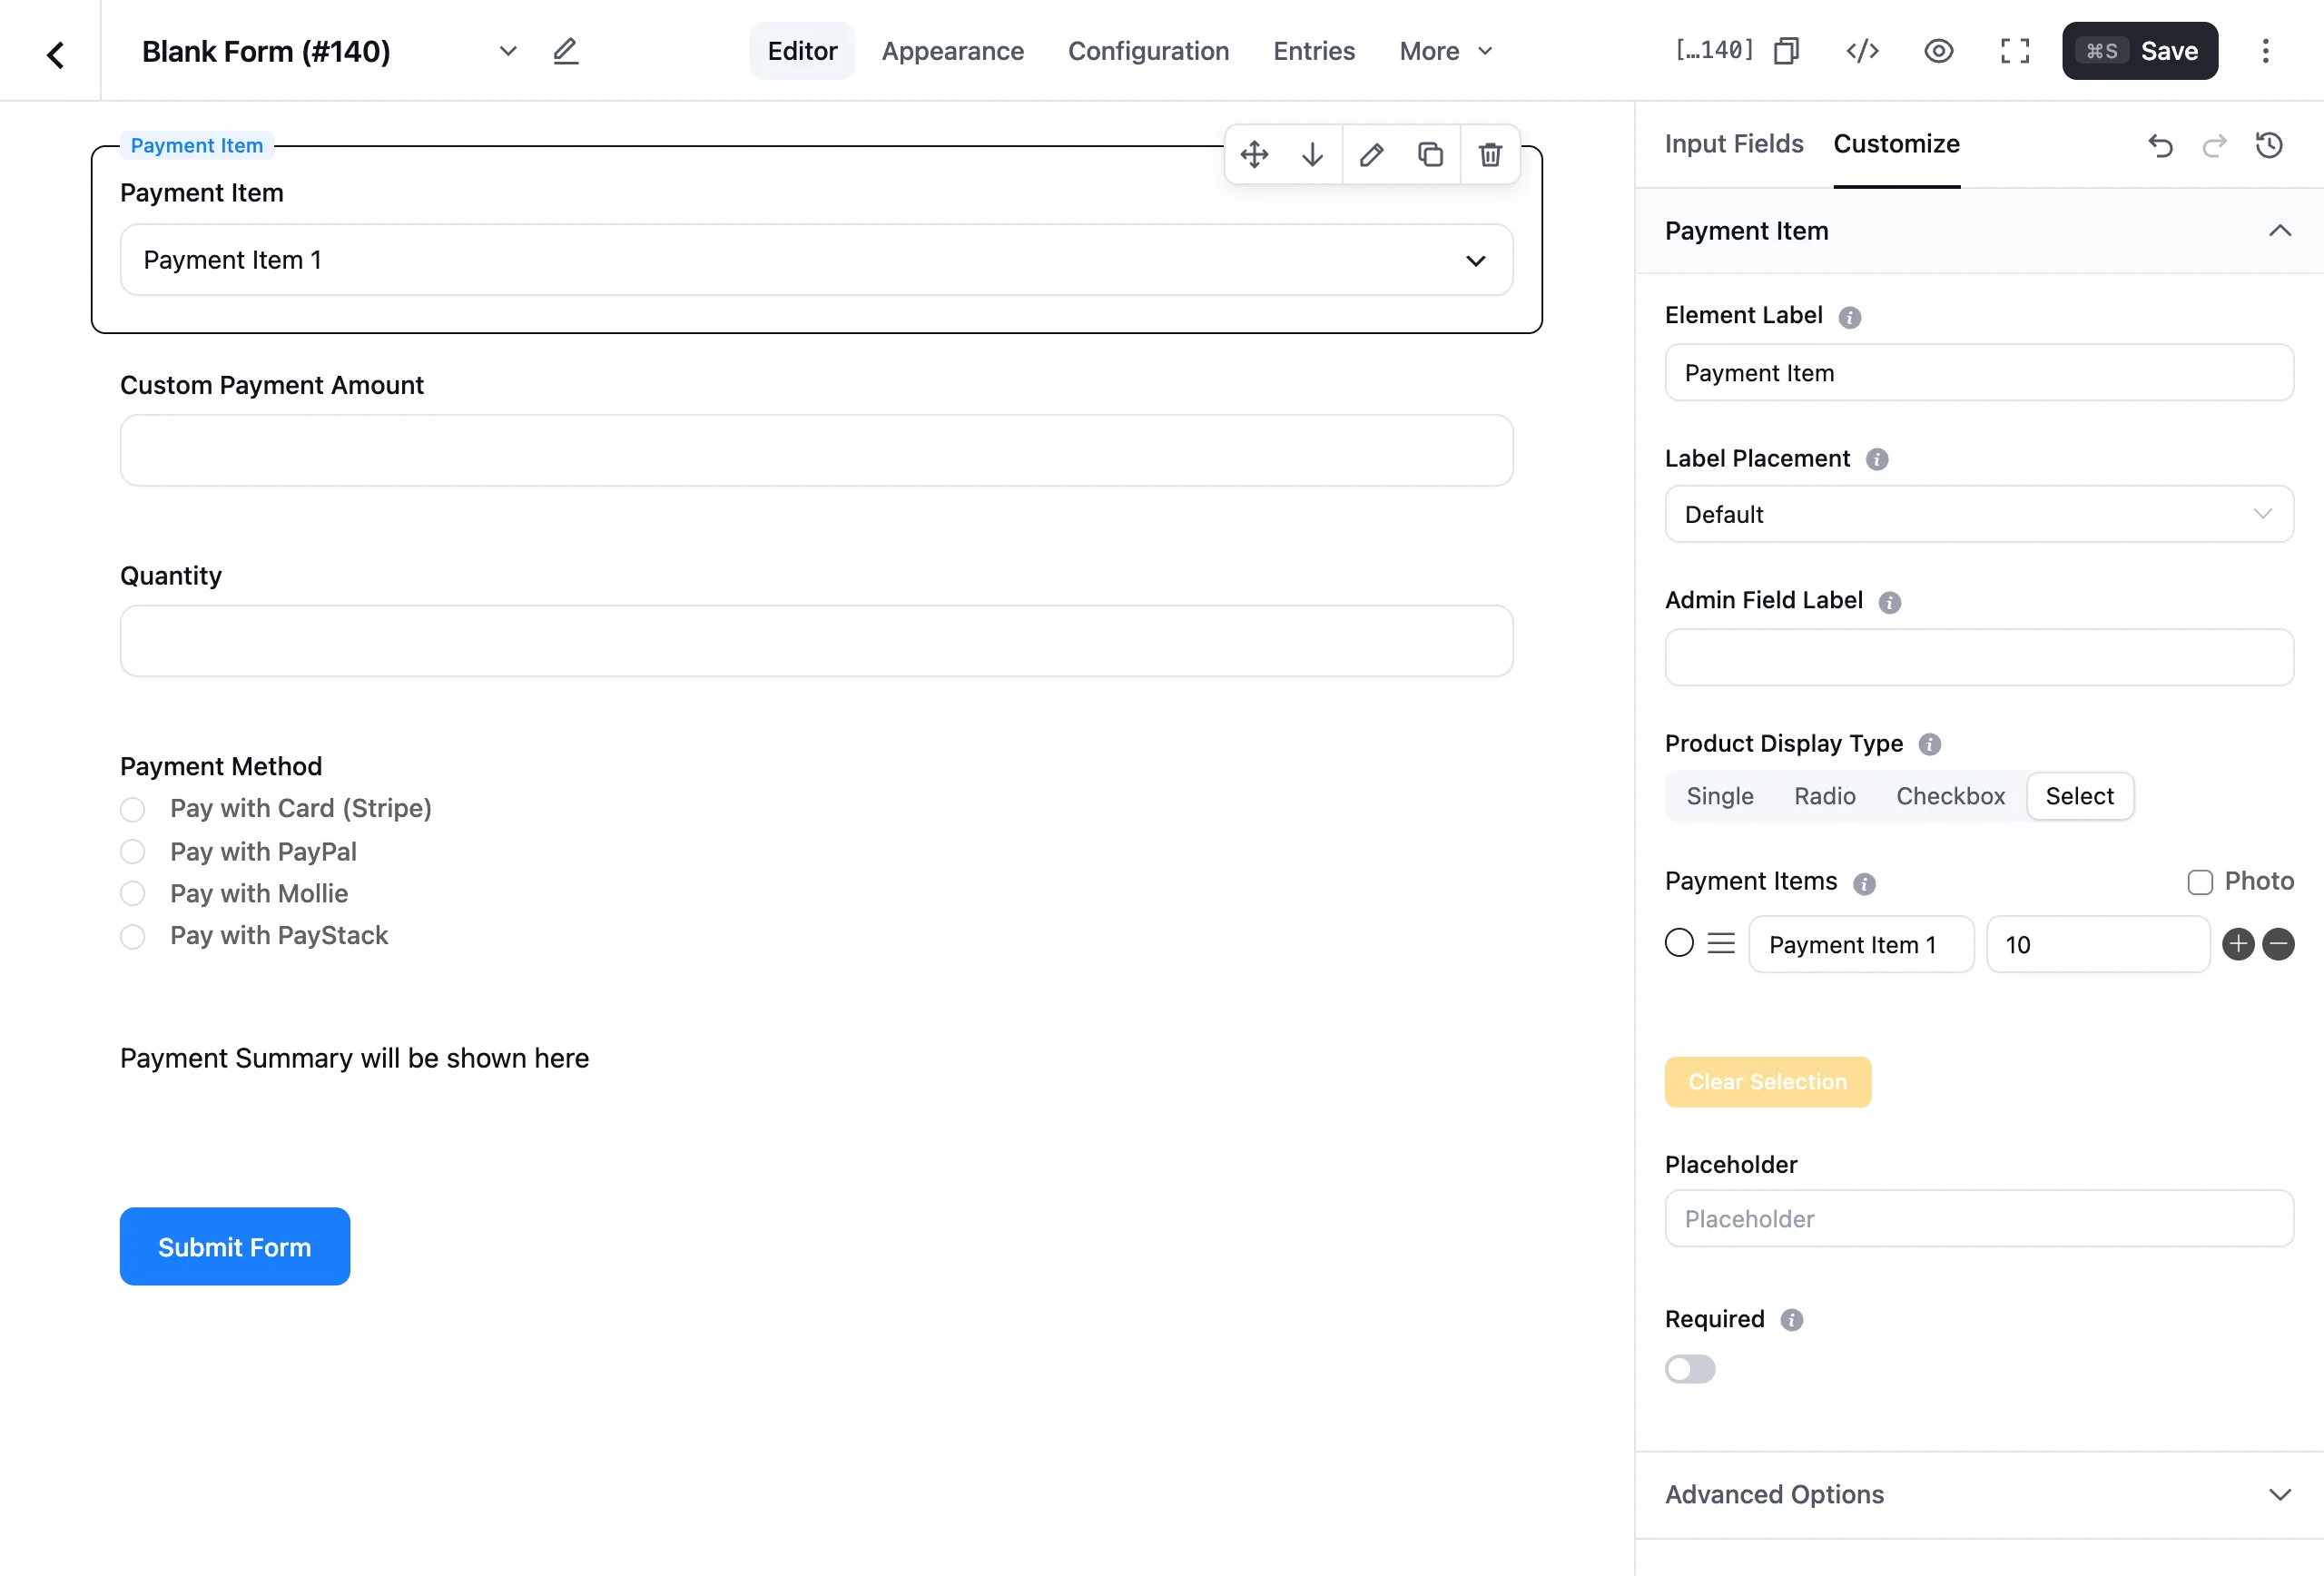 Blank Form (#140)
Editor
Appearance
Configuration
Entries
More
[…140]
⌘S Save
Payment Item
Payment Item
Payment Item 1
Custom Payment Amount
Quantity
Payment Method
Pay with Card (Stripe)
Pay with PayPal
Pay with Mollie
Pay with PayStack
Payment Summary will be shown here
Submit Form
Input Fields
Customize
Payment Item
Element Label
Payment Item
Label Placement
Default
Admin Field Label
Product Display Type
Single Radio Checkbox Select
Payment Items
Photo
Payment Item 1
10
Clear Selection
Placeholder
Placeholder
Required
Advanced Options